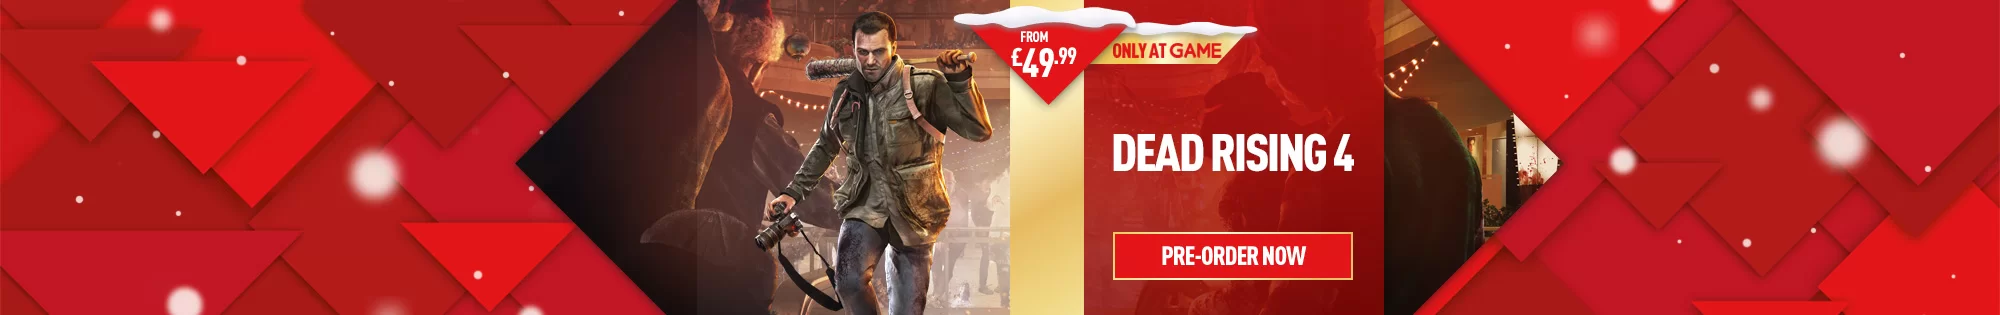 FROM
£49.99
ONLY AT GAME
DEAD RISING 4
PRE-ORDER NOW